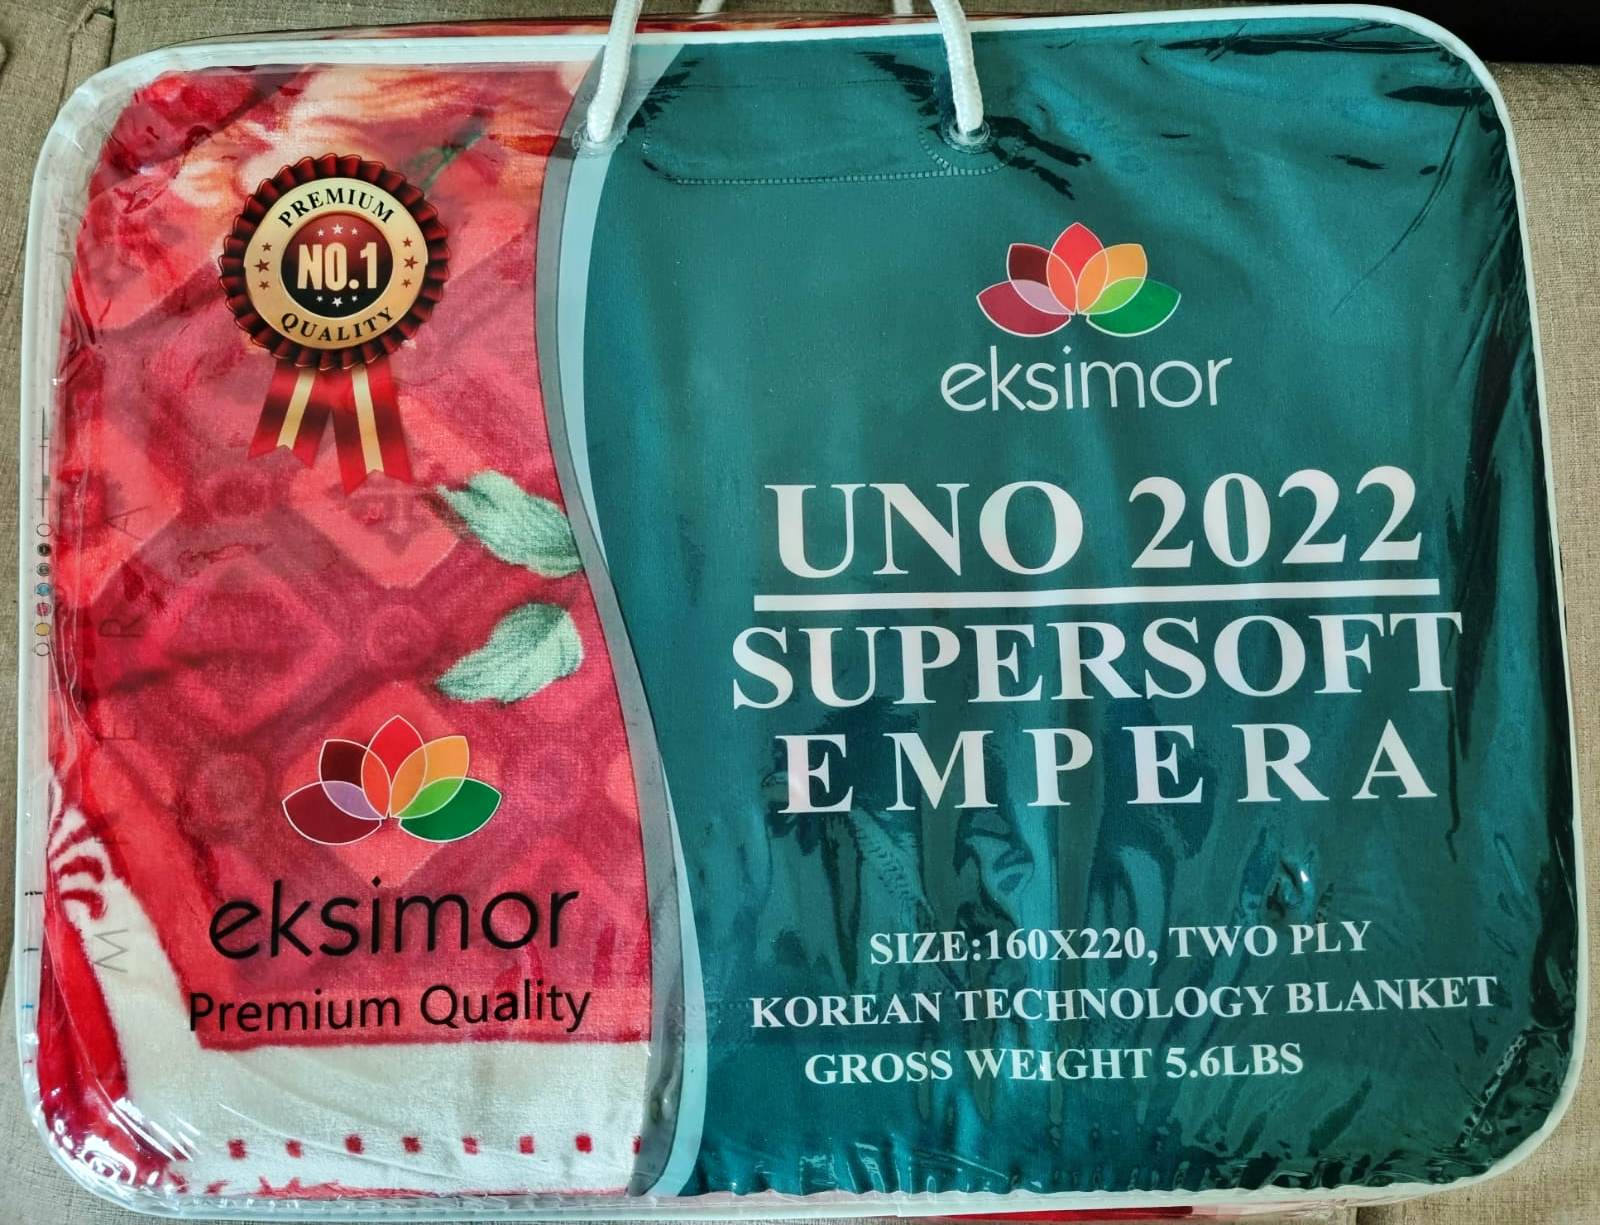 PREMIUM
NO.1
QUALITY
eksimor
Premium Quality
eksimor
UNO 2022
SUPERSOFT
EMPERA
SIZE:160X220, TWO PLY
KOREAN TECHNOLOGY BLANKET
GROSS WEIGHT 5.6LBS